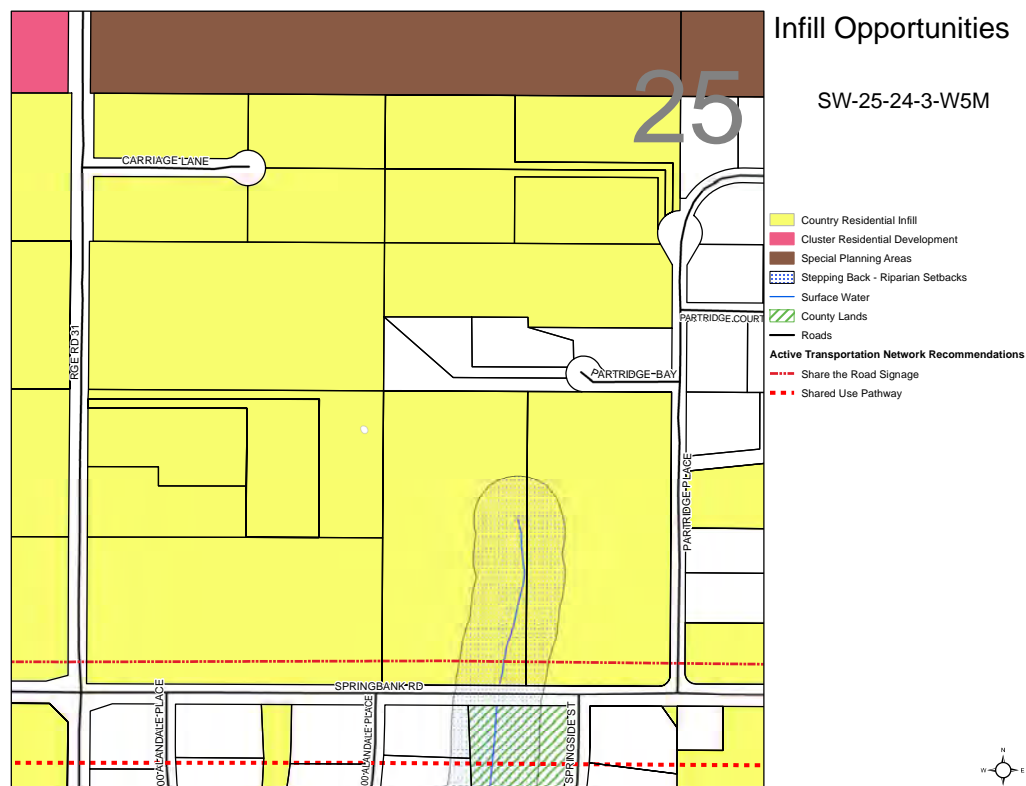 Infill Opportunities
SW-25-24-3-W5M
25
CARRIAGE LANE
RGE RD 31
PARTRIDGE COURT
PARTRIDGE BAY
PARTRIDGE PLACE
SPRINGBANK RD
00 ALANDALE PLACE
00 ALANDALE PLACE
SPRINGSIDE ST
Country Residential Infill
Cluster Residential Development
Special Planning Areas
Stepping Back - Riparian Setbacks
Surface Water
County Lands
Roads
Active Transportation Network Recommendations
Share the Road Signage
Shared Use Pathway
N
W
E
S